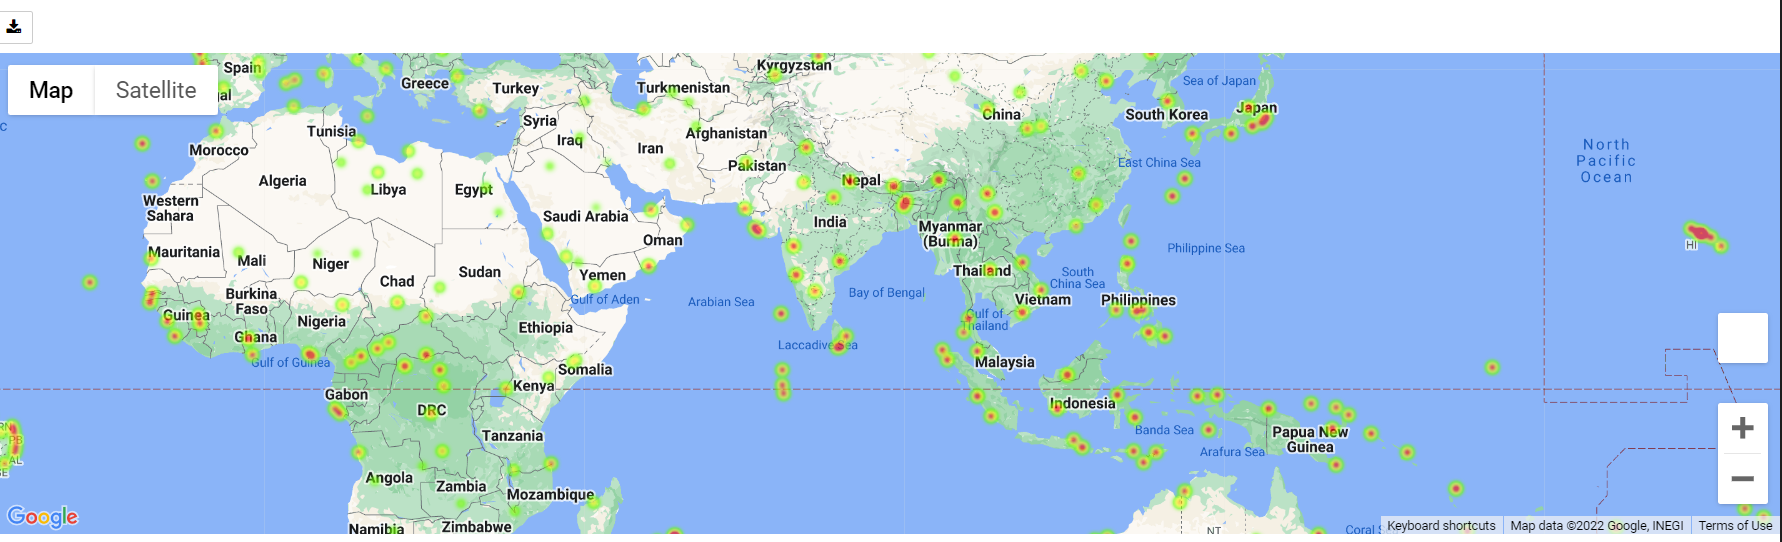 Map
Satellite
Spain
gal
Greece
Turkey
Turkmenistan
Kyrgyzstan
China
Sea of Japan
South Korea
Japan
Tunisia
Syria
Iraq
Iran
Afghanistan
Morocco
Pakistan
Nepal
East China Sea
North
Pacific
Ocean
Algeria
Libya
Egypt
Western
Sahara
Saudi Arabia
India
Myanmar
(Burma)
Oman
Philippine Sea
HI
Mauritania
Mali
Niger
Chad
Sudan
Yemen
Thailand
South
China Sea
Burkina
Faso
Gulf of Aden
Arabian Sea
Bay of Bengal
Vietnam
Philippines
Guinea
Nigeria
Ethiopia
Gulf of
Thailand
Ghana
Laccadive Sea
Gulf of Guinea
Somalia
Malaysia
Gabon
Kenya
DRC
Indonesia
RN
PB
AL
SE
Tanzania
Banda Sea
Papua New
Guinea
Arafura Sea
Angola
Zambia
Mozambique
Google
Namibia
Zimbabwe
NT
Coral S
Keyboard shortcuts
Map data ©2022 Google, INEGI
Terms of Use